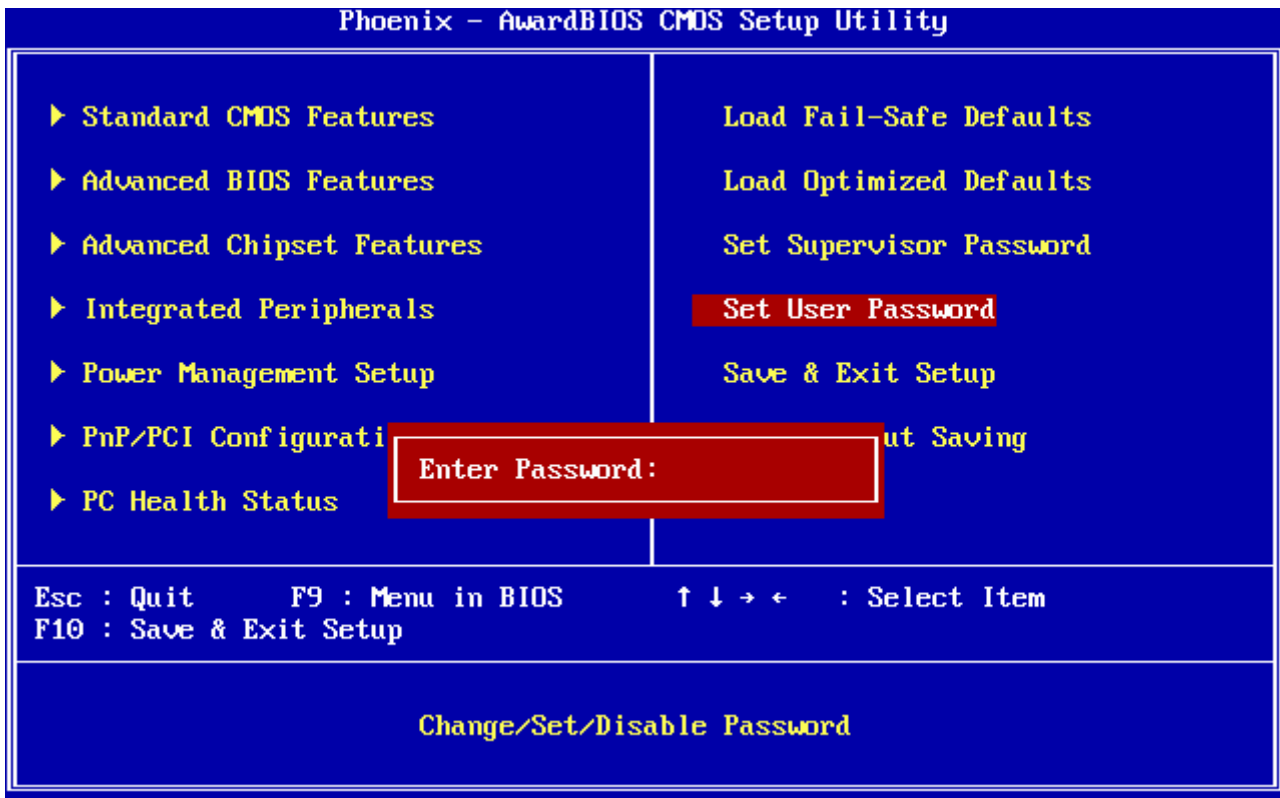 Phoenix - AwardBIOS CMOS Setup Utility
Standard CMOS Features
Advanced BIOS Features
Advanced Chipset Features
Integrated Peripherals
Power Management Setup
PnP/PCI Configurati
PC Health Status
Load Fail-Safe Defaults
Load Optimized Defaults
Set Supervisor Password
Set User Password
Save & Exit Setup
ut Saving
Enter Password:
Esc : Quit F9 : Menu in BIOS ↑ ↓ → ← : Select Item
F10 : Save & Exit Setup
Change/Set/Disable Password